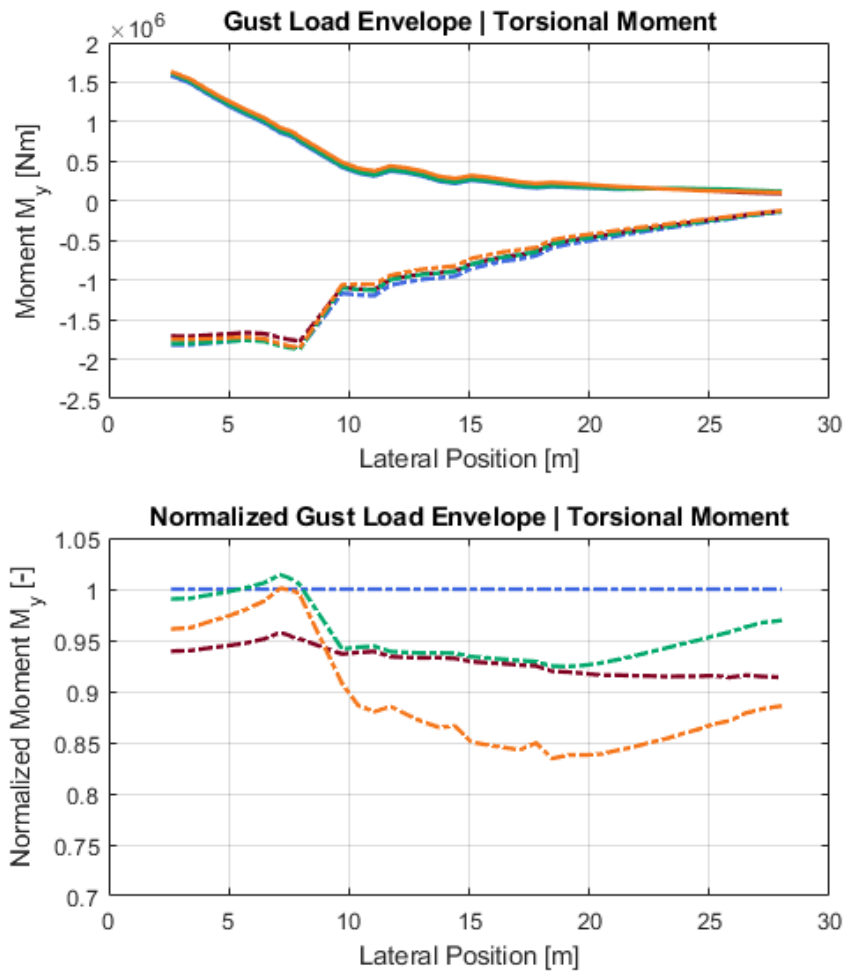 Gust Load Envelope | Torsional Moment
×10⁶
2
1.5
1
0.5
0
-0.5
-1
-1.5
-2
-2.5
Moment M_y [Nm]
0 5 10 15 20 25 30
Lateral Position [m]
Normalized Gust Load Envelope | Torsional Moment
1.05
1
0.95
0.9
0.85
0.8
0.75
0.7
Normalized Moment M_y [-]
0 5 10 15 20 25 30
Lateral Position [m]